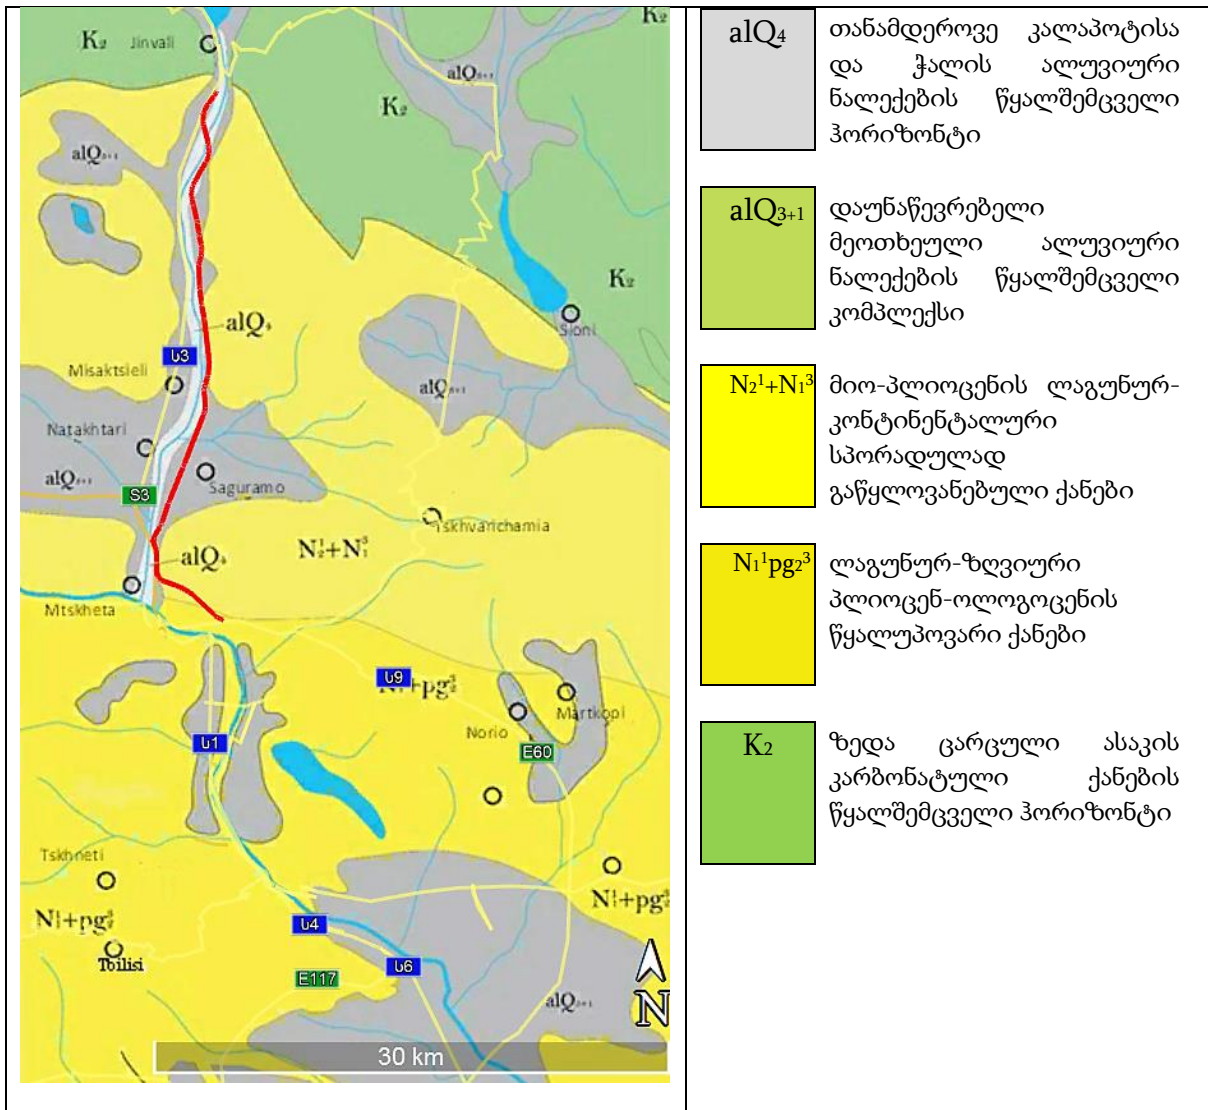 K₂
Jinvali
K₂
alQ₃₊₁
K₂
alQ₃₊₁
K₂
alQ₄
Sioni
ს3
Misaktsieli
alQ₃₊₁
Natakhtari
alQ₃₊₁
Saguramo
S3
Tskhvarichamia
N₂¹+N₁³
alQ₄
Mtskheta
ს9
Martkopi
Norio
ს1
E60
Tskhneti
N₁¹+pg₂³
N₁¹+pg₂³
ს4
Tbilisi
ს6
E117
alQ₃₊₁
N
30 km
alQ₄
თანამდეროვე კალაპოტისა
და ჭალის ალუვიური
ნალექების წყალშემცველი
ჰორიზონტი
alQ₃₊₁
დაუნაწევრებელი
მეოთხეული ალუვიური
ნალექების წყალშემცველი
კომპლექსი
N₂¹+N₁³
მიო-პლიოცენის ლაგუნურ-
კონტინენტალური
სპორადულად
გაწყლოვანებული ქანები
N₁¹pg₂³
ლაგუნურ-ზღვიური
პლიოცენ-ოლოგოცენის
წყალუპოვარი ქანები
K₂
ზედა ცარცული ასაკის
კარბონატული ქანების
წყალშემცველი ჰორიზონტი